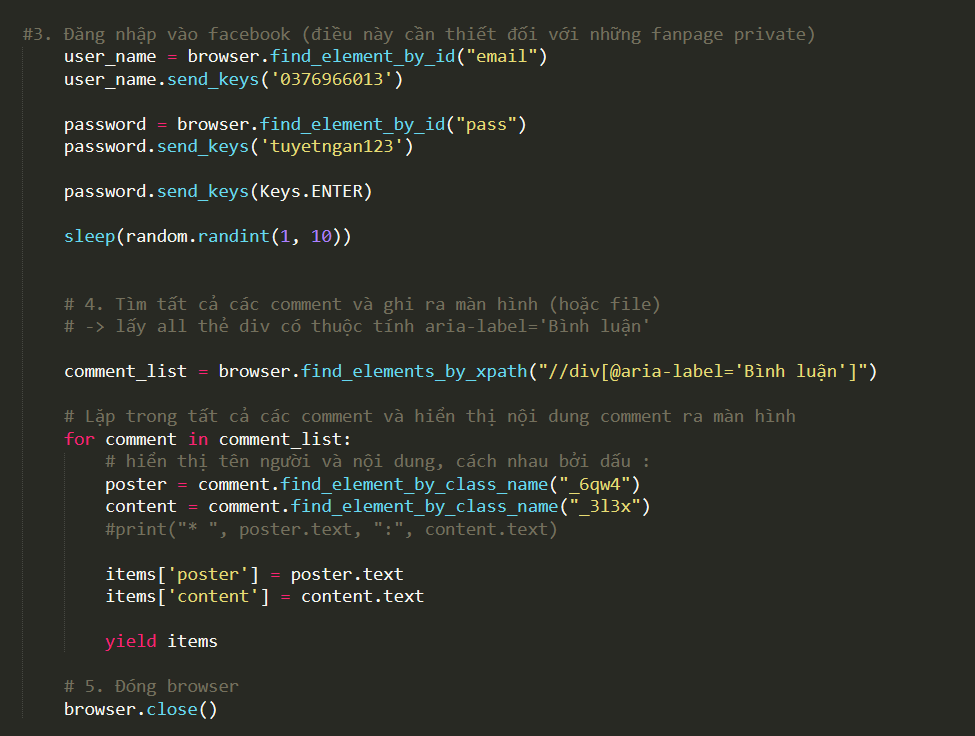 #3. Đăng nhập vào facebook (điều này cần thiết đối với những fanpage private)
user_name = browser.find_element_by_id("email")
user_name.send_keys('0376966013')
password = browser.find_element_by_id("pass")
password.send_keys('tuyetngan123')
password.send_keys(Keys.ENTER)
sleep(random.randint(1, 10))
# 4. Tìm tất cả các comment và ghi ra màn hình (hoặc file)
# -> lấy all thẻ div có thuộc tính aria-label='Bình luận'
comment_list = browser.find_elements_by_xpath("//div[@aria-label='Bình luận']")
# Lặp trong tất cả các comment và hiển thị nội dung comment ra màn hình
for comment in comment_list:
# hiển thị tên người và nội dung, cách nhau bởi dấu :
poster = comment.find_element_by_class_name("_6qw4")
content = comment.find_element_by_class_name("_3l3x")
#print("* ", poster.text, ":", content.text)
items['poster'] = poster.text
items['content'] = content.text
yield items
# 5. Đóng browser
browser.close()